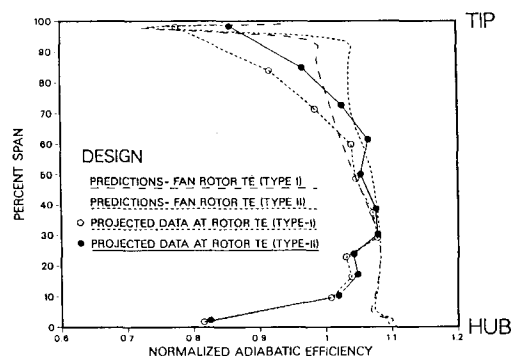 TIP
100
90
80
70
60
50
40
30
20
10
0
PERCENT SPAN
DESIGN
PREDICTIONS- FAN ROTOR TE (TYPE I)
PREDICTIONS- FAN ROTOR TE (TYPE II)
PROJECTED DATA AT ROTOR TE (TYPE-I)
PROJECTED DATA AT ROTOR TE (TYPE-II)
HUB
0.6 0.7 0.8 0.9 1.0 1.1 1.2
NORMALIZED ADIABATIC EFFICIENCY